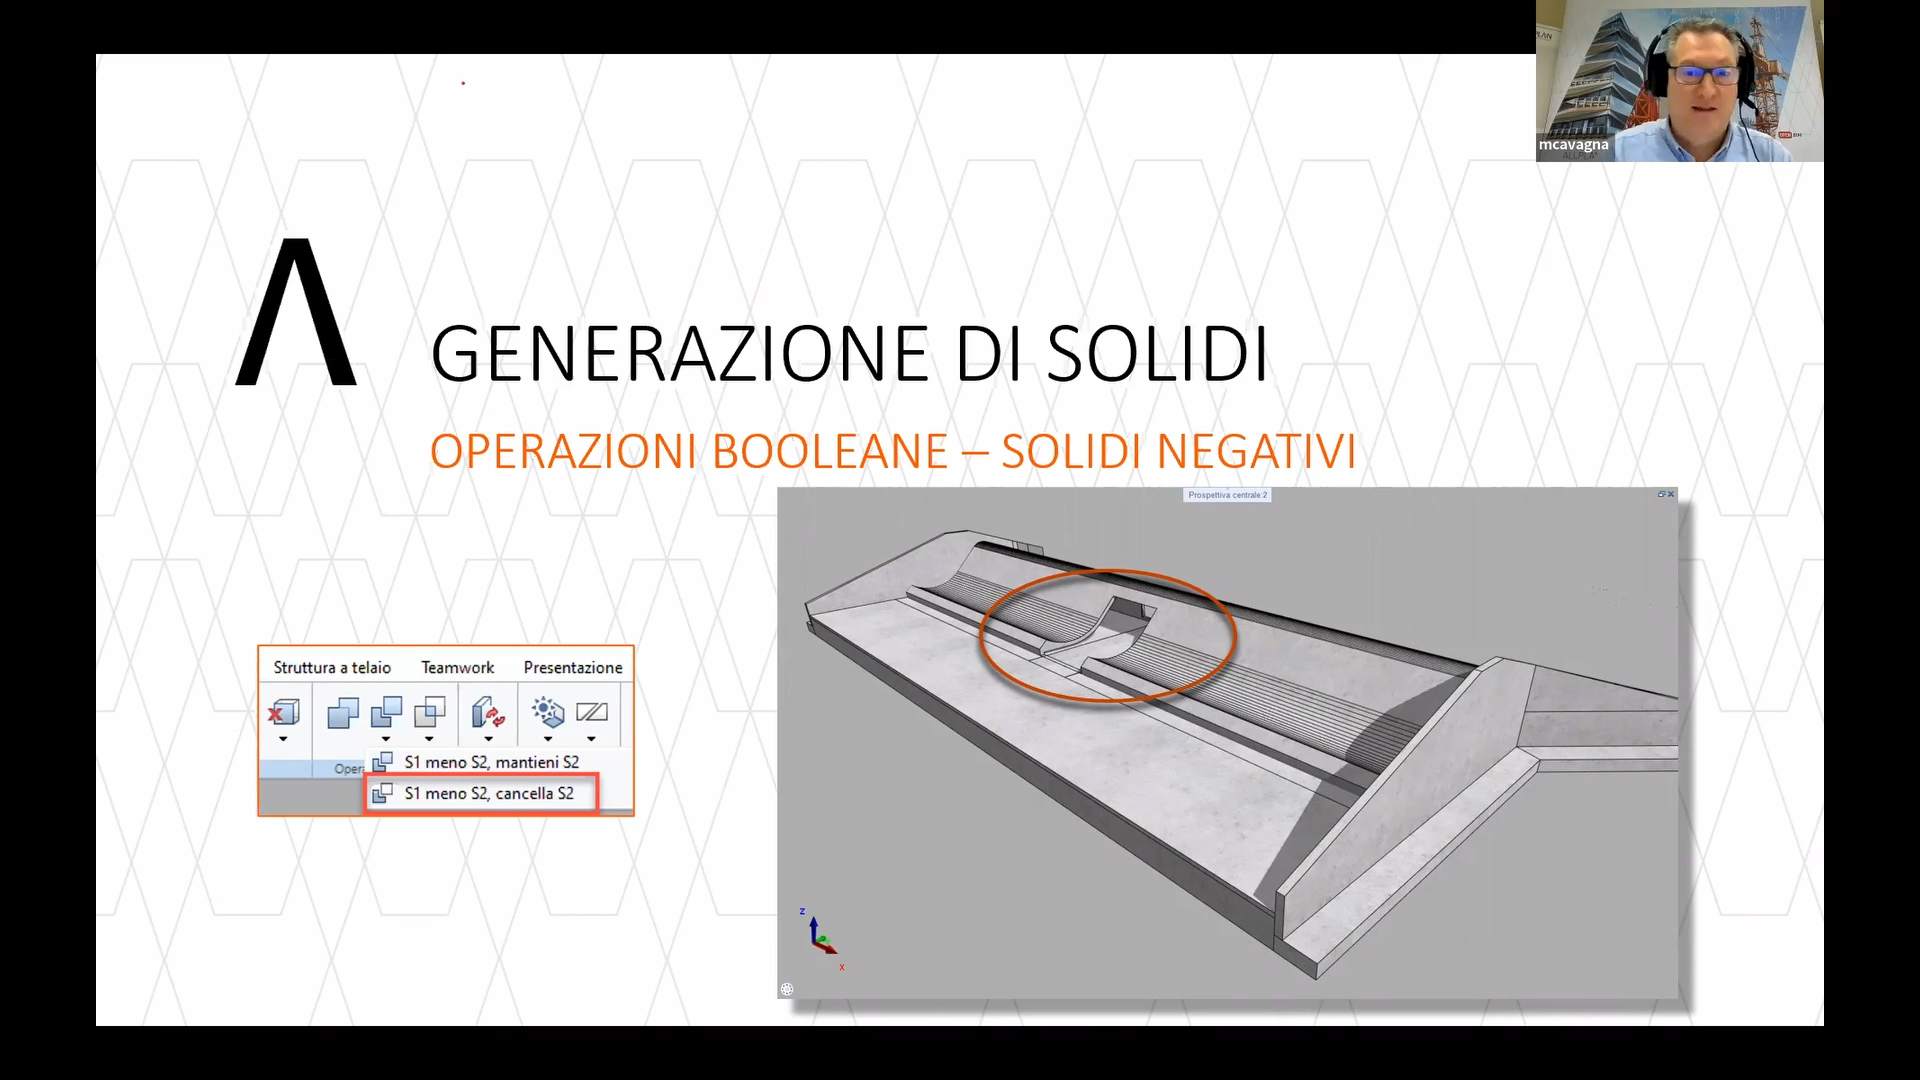 mcavagna
GENERAZIONE DI SOLIDI
OPERAZIONI BOOLEANE – SOLIDI NEGATIVI
Prospettiva centrale:2
Struttura a telaio Teamwork Presentazione
Opera
S1 meno S2, mantieni S2
S1 meno S2, cancella S2
z
x